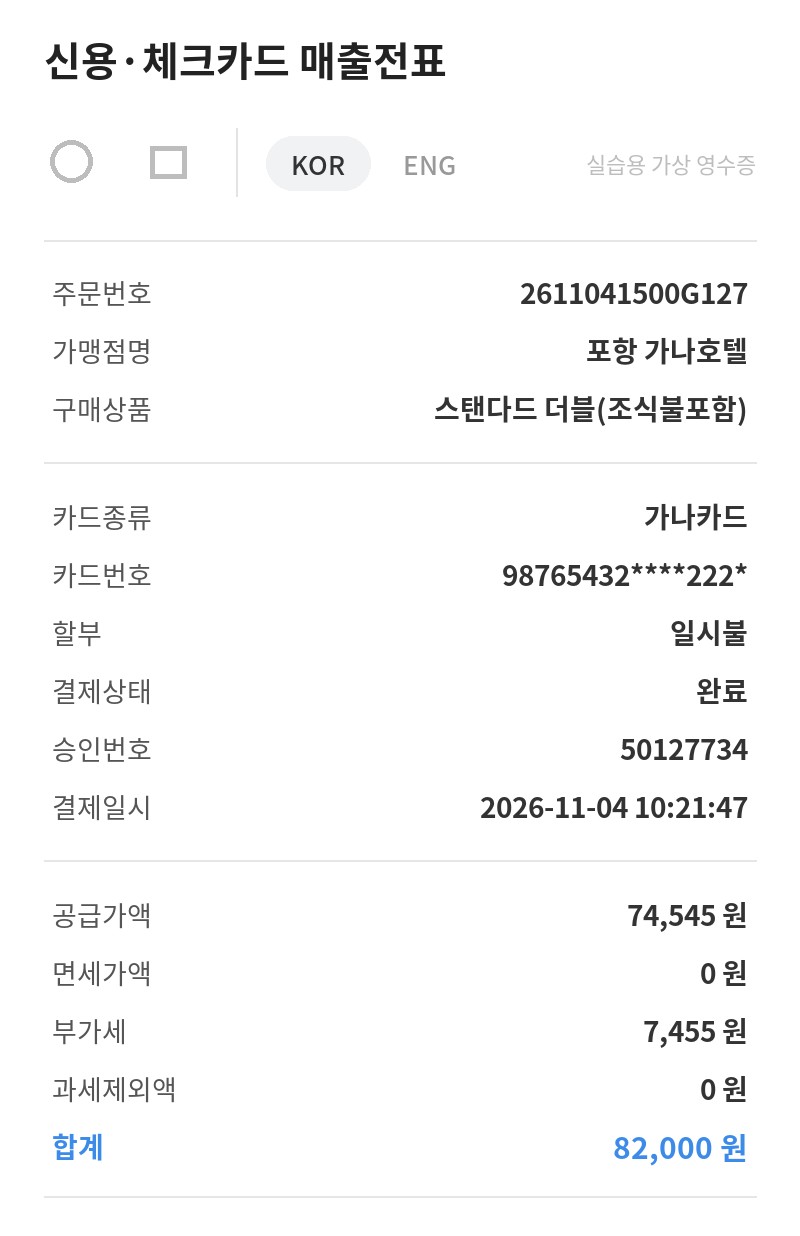 신용·체크카드 매출전표
KOR ENG 실습용 가상 영수증
주문번호 2611041500G127
가맹점명 포항 가나호텔
구매상품 스탠다드 더블(조식불포함)
카드종류 가나카드
카드번호 98765432****222*
할부 일시불
결제상태 완료
승인번호 50127734
결제일시 2026-11-04 10:21:47
공급가액 74,545 원
면세가액 0 원
부가세 7,455 원
과세제외액 0 원
합계 82,000 원